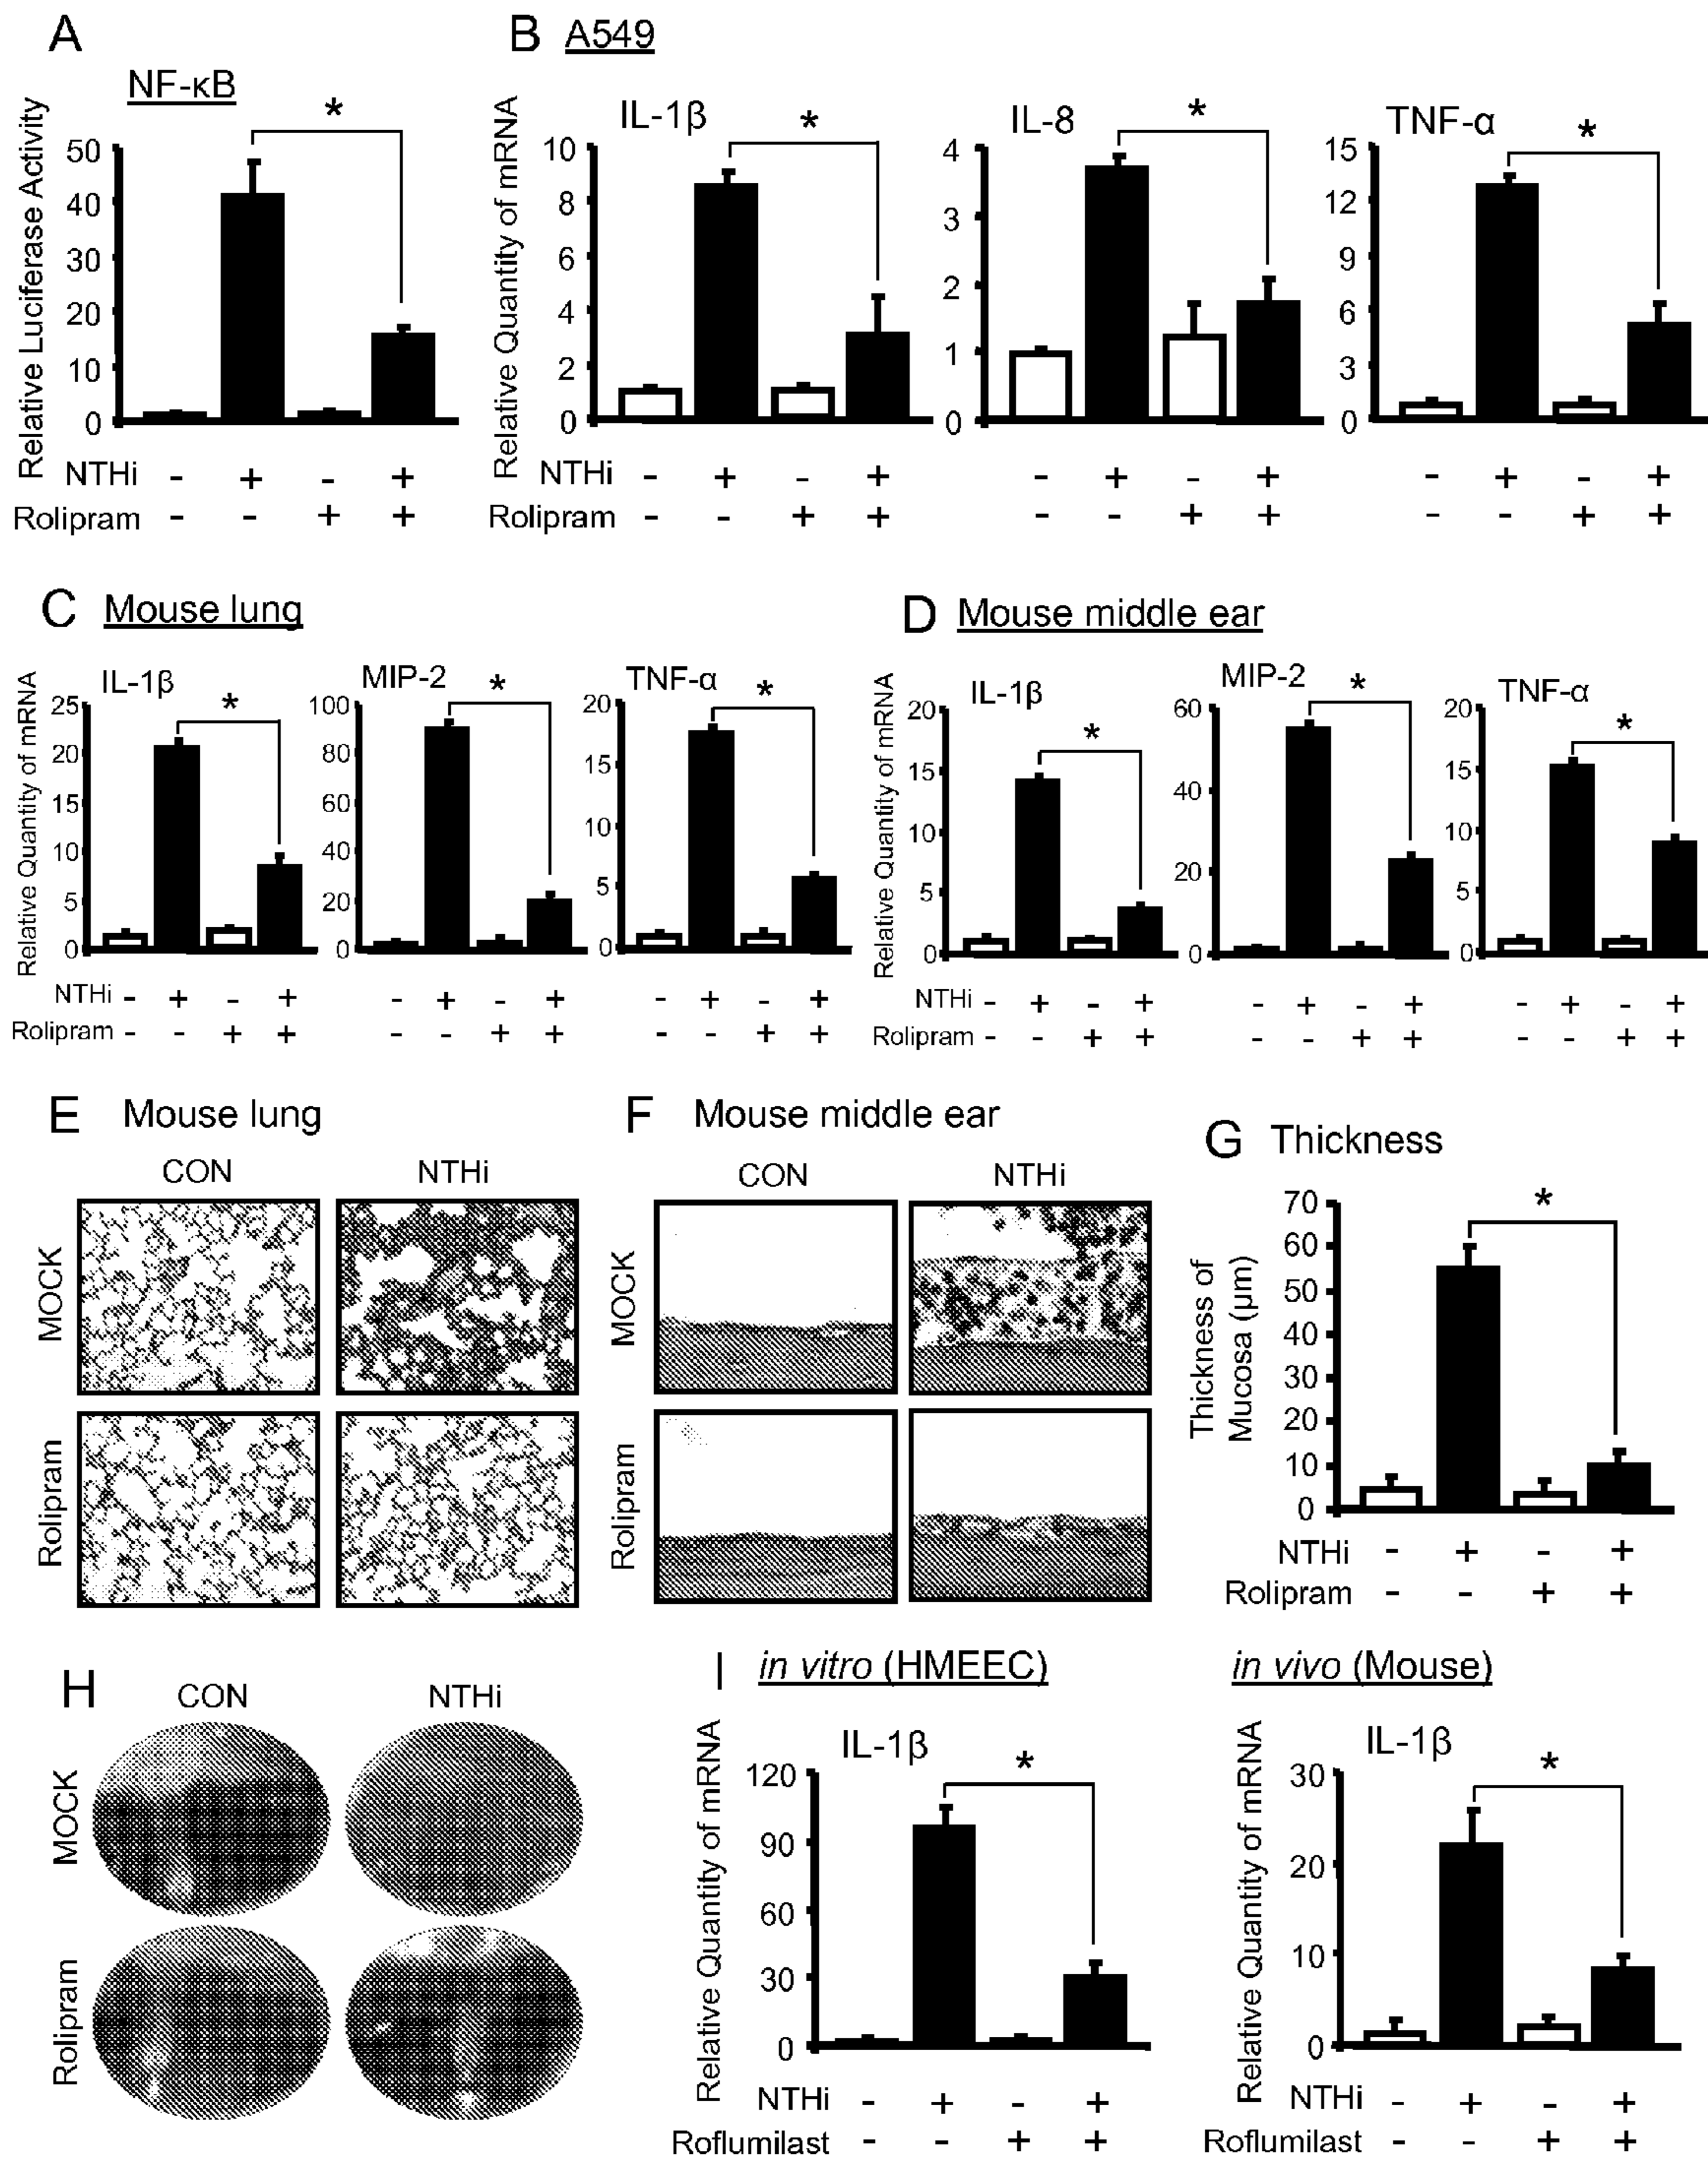 A
B A549
NF-κB
Relative Luciferase Activity
50
40
30
20
10
0
*
NTHi - + - +
Rolipram - - + +
Relative Quantity of mRNA
IL-1β
*
10
8
6
4
2
0
NTHi - + - +
Rolipram - - + +
IL-8
*
4
3
2
1
0
- + - +
- - + +
TNF-α
*
15
12
9
6
3
0
- + - +
- - + +
C Mouse lung
Relative Quantity of mRNA
IL-1β
*
25
20
15
10
5
0
NTHi - + - +
Rolipram - - + +
MIP-2
*
100
80
60
40
20
0
- + - +
- - + +
TNF-α
*
20
15
10
5
0
- + - +
- - + +
D Mouse middle ear
Relative Quantity of mRNA
IL-1β
*
20
15
10
5
0
NTHi - + - +
Rolipram - - + +
MIP-2
*
60
40
20
0
- + - +
- - + +
TNF-α
*
20
15
10
5
0
- + - +
- - + +
E Mouse lung
CON NTHi
MOCK
Rolipram
F Mouse middle ear
CON NTHi
MOCK
Rolipram
G Thickness
Thickness of
Mucosa (μm)
*
70
60
50
40
30
20
10
0
NTHi - + - +
Rolipram - - + +
H
CON NTHi
MOCK
Rolipram
I in vitro (HMEEC)
Relative Quantity of mRNA
IL-1β
*
120
90
60
30
0
NTHi - + - +
Roflumilast - - + +
in vivo (Mouse)
Relative Quantity of mRNA
IL-1β
*
30
20
10
0
NTHi - + - +
Roflumilast - - + +